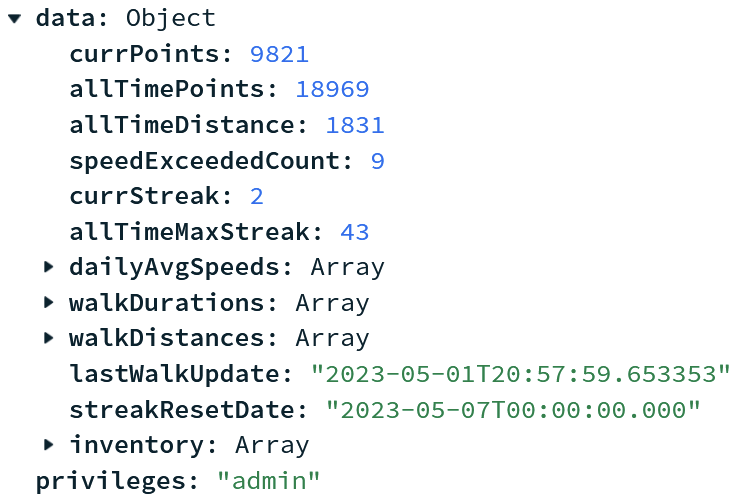 data: Object
currPoints: 9821
allTimePoints: 18969
allTimeDistance: 1831
speedExceededCount: 9
currStreak: 2
allTimeMaxStreak: 43
dailyAvgSpeeds: Array
walkDurations: Array
walkDistances: Array
lastWalkUpdate: "2023-05-01T20:57:59.653353"
streakResetDate: "2023-05-07T00:00:00.000"
inventory: Array
privileges: "admin"